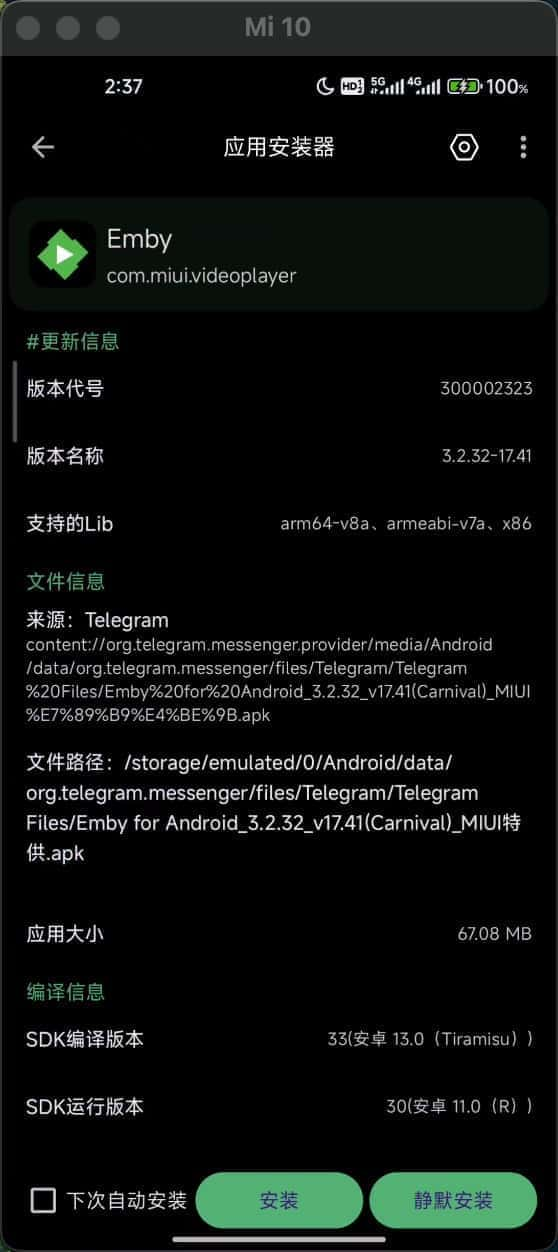 Mi 10
2:37
HD 5G 4G 100%
应用安装器
Emby
com.miui.videoplayer
#更新信息
版本代号 300002323
版本名称 3.2.32-17.41
支持的Lib arm64-v8a、armeabi-v7a、x86
文件信息
来源：Telegram
content://org.telegram.messenger.provider/media/Android
/data/org.telegram.messenger/files/Telegram/Telegram
%20Files/Emby%20for%20Android_3.2.32_v17.41(Carnival)_MIUI
%E7%89%B9%E4%BE%9B.apk
文件路径：/storage/emulated/0/Android/data/
org.telegram.messenger/files/Telegram/Telegram
Files/Emby for Android_3.2.32_v17.41(Carnival)_MIUI特
供.apk
应用大小 67.08 MB
编译信息
SDK编译版本 33(安卓 13.0（Tiramisu）)
SDK运行版本 30(安卓 11.0（R）)
下次自动安装 安装 静默安装